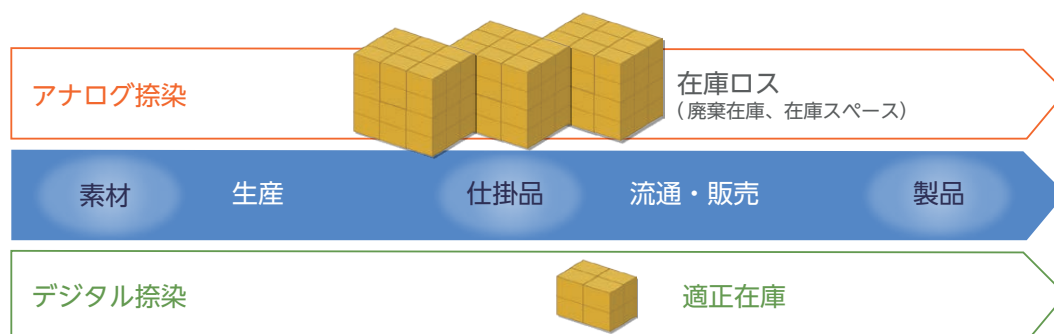 アナログ捺染
在庫ロス
（廃棄在庫、在庫スペース）
素材 生産 仕掛品 流通・販売 製品
デジタル捺染 適正在庫